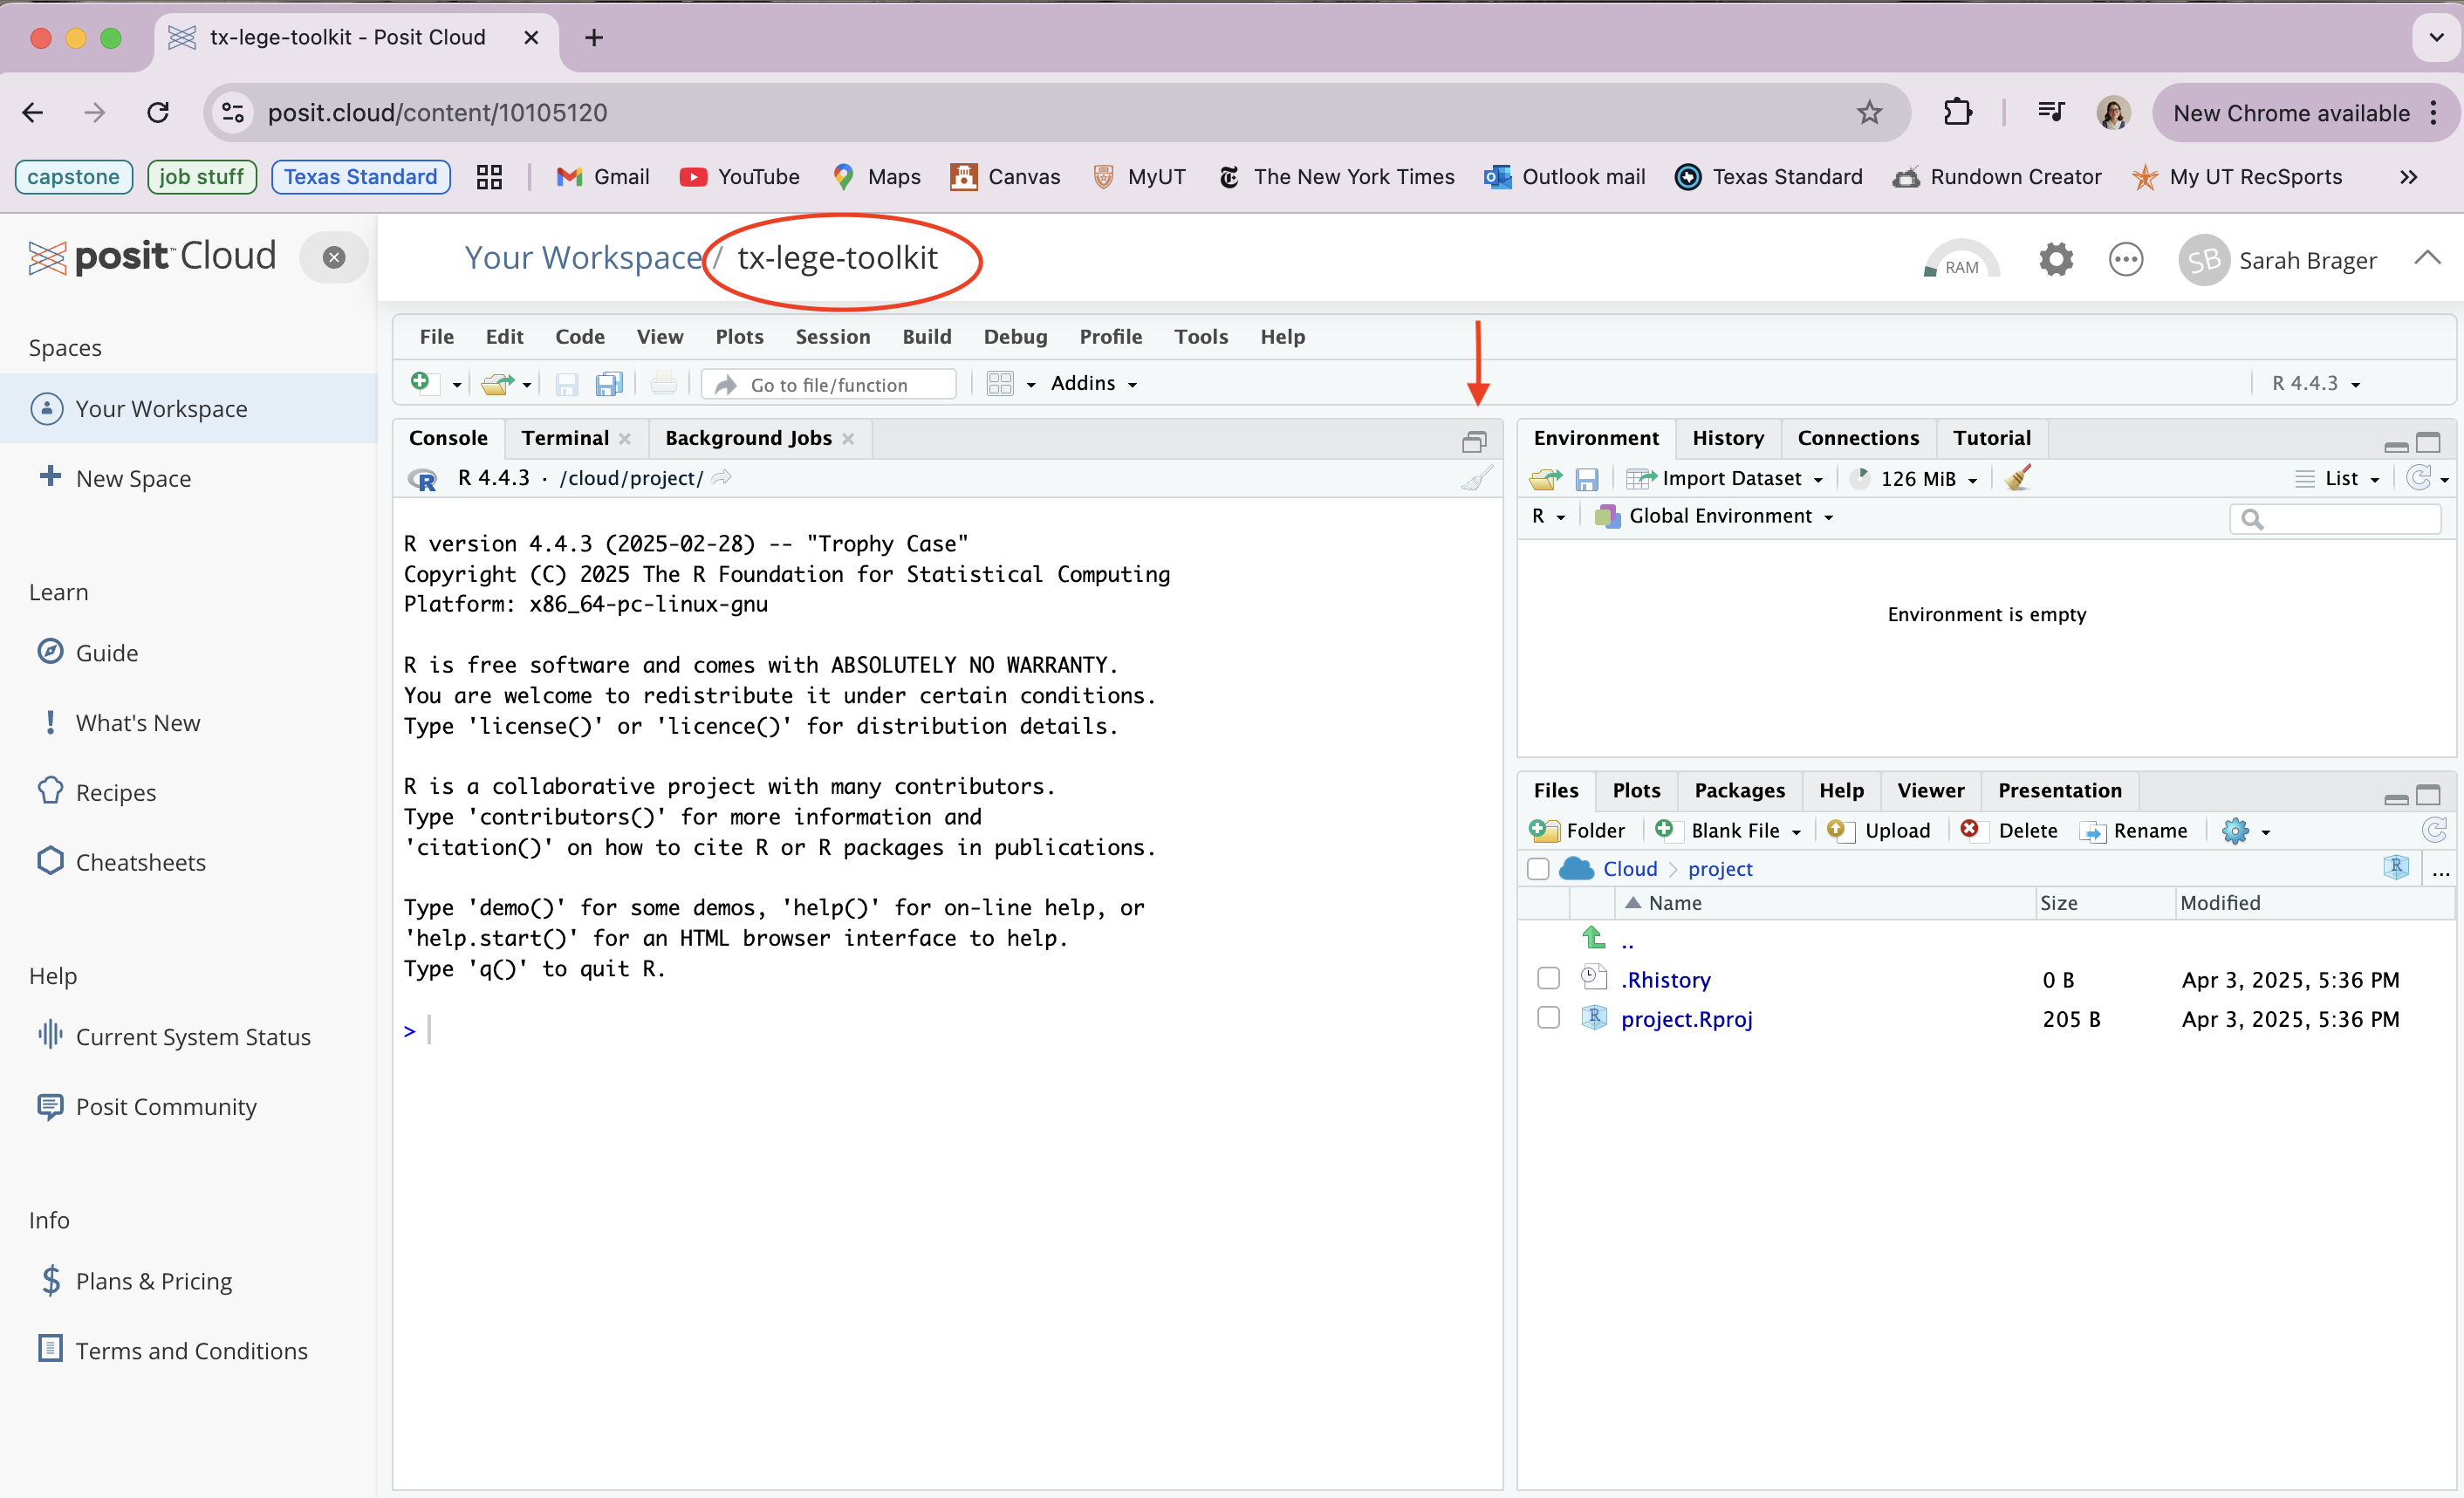 tx-lege-toolkit - Posit Cloud
posit.cloud/content/10105120
New Chrome available
capstone job stuff Texas Standard Gmail YouTube Maps Canvas MyUT The New York Times Outlook mail Texas Standard Rundown Creator My UT RecSports »
posit™ Cloud
Your Workspace / tx-lege-toolkit
RAM
SB Sarah Brager
Spaces
Your Workspace
New Space
Learn
Guide
What's New
Recipes
Cheatsheets
Help
Current System Status
Posit Community
Info
Plans & Pricing
Terms and Conditions
File Edit Code View Plots Session Build Debug Profile Tools Help
Go to file/function Addins R 4.4.3
Console Terminal Background Jobs
R 4.4.3 · /cloud/project/
R version 4.4.3 (2025-02-28) -- "Trophy Case"
Copyright (C) 2025 The R Foundation for Statistical Computing
Platform: x86_64-pc-linux-gnu
R is free software and comes with ABSOLUTELY NO WARRANTY.
You are welcome to redistribute it under certain conditions.
Type 'license()' or 'licence()' for distribution details.
R is a collaborative project with many contributors.
Type 'contributors()' for more information and
'citation()' on how to cite R or R packages in publications.
Type 'demo()' for some demos, 'help()' for on-line help, or
'help.start()' for an HTML browser interface to help.
Type 'q()' to quit R.
>
Environment History Connections Tutorial
Import Dataset 126 MiB List
R Global Environment
Environment is empty
Files Plots Packages Help Viewer Presentation
Folder Blank File Upload Delete Rename
Cloud > project R ...
Name Size Modified
..
.Rhistory 0 B Apr 3, 2025, 5:36 PM
project.Rproj 205 B Apr 3, 2025, 5:36 PM